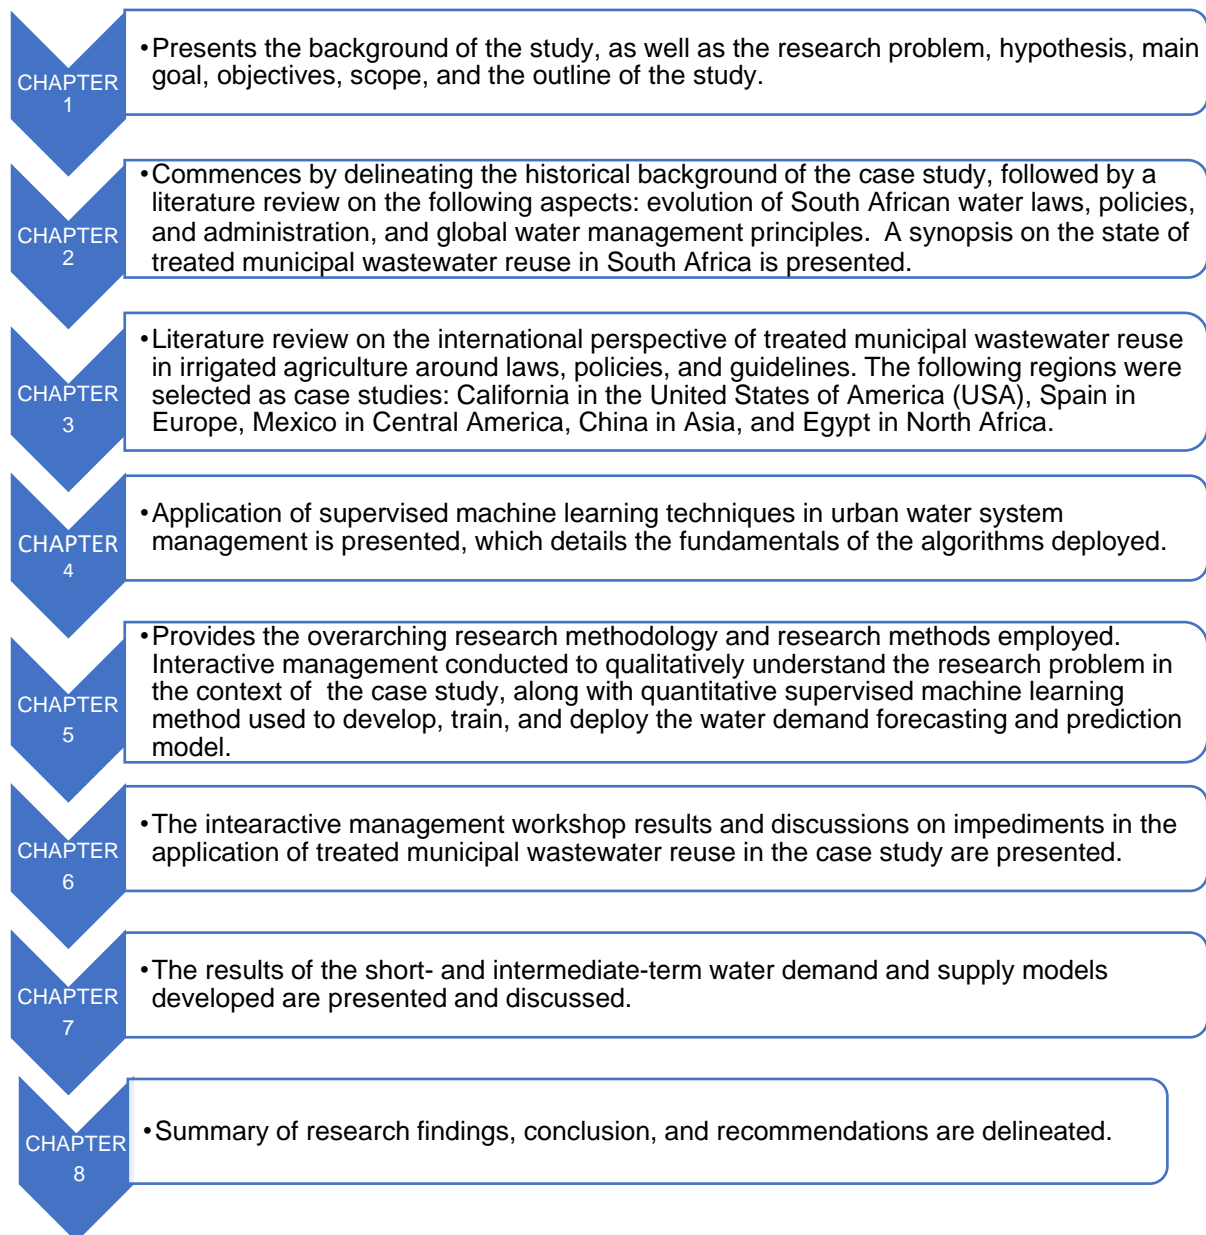 CHAPTER
1
•Presents the background of the study, as well as the research problem, hypothesis, main
goal, objectives, scope, and the outline of the study.
CHAPTER
2
•Commences by delineating the historical background of the case study, followed by a
literature review on the following aspects: evolution of South African water laws, policies,
and administration, and global water management principles. A synopsis on the state of
treated municipal wastewater reuse in South Africa is presented.
CHAPTER
3
•Literature review on the international perspective of treated municipal wastewater reuse
in irrigated agriculture around laws, policies, and guidelines. The following regions were
selected as case studies: California in the United States of America (USA), Spain in
Europe, Mexico in Central America, China in Asia, and Egypt in North Africa.
CHAPTER
4
•Application of supervised machine learning techniques in urban water system
management is presented, which details the fundamentals of the algorithms deployed.
CHAPTER
5
•Provides the overarching research methodology and research methods employed.
Interactive management conducted to qualitatively understand the research problem in
the context of the case study, along with quantitative supervised machine learning
method used to develop, train, and deploy the water demand forecasting and prediction
model.
CHAPTER
6
•The intearactive management workshop results and discussions on impediments in the
application of treated municipal wastewater reuse in the case study are presented.
CHAPTER
7
•The results of the short- and intermediate-term water demand and supply models
developed are presented and discussed.
CHAPTER
8
•Summary of research findings, conclusion, and recommendations are delineated.